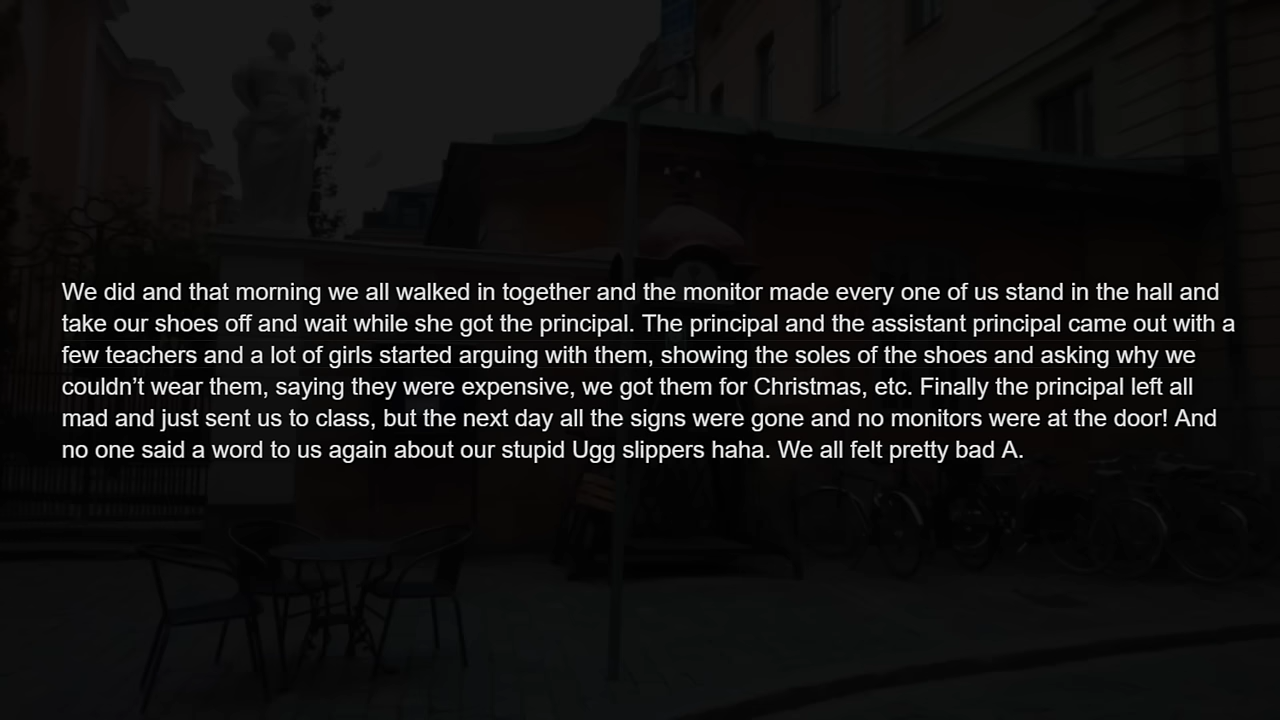 We did and that morning we all walked in together and the monitor made every one of us stand in the hall and
take our shoes off and wait while she got the principal. The principal and the assistant principal came out with a
few teachers and a lot of girls started arguing with them, showing the soles of the shoes and asking why we
couldn’t wear them, saying they were expensive, we got them for Christmas, etc. Finally the principal left all
mad and just sent us to class, but the next day all the signs were gone and no monitors were at the door! And
no one said a word to us again about our stupid Ugg slippers haha. We all felt pretty bad A.